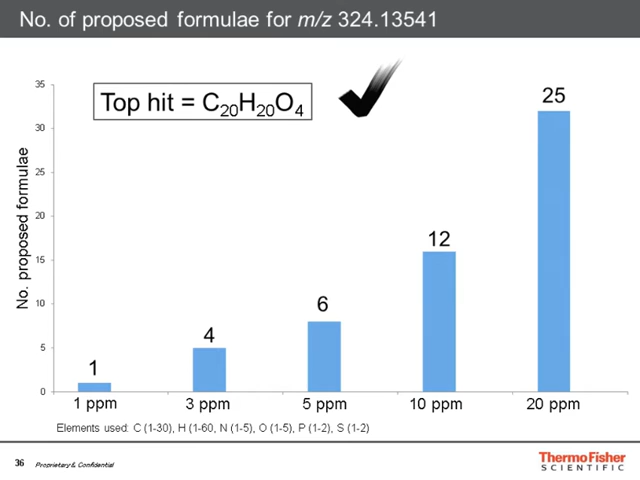 No. of proposed formulae for m/z 324.13541
35
30
25
20
15
10
5
0
No. proposed formulae
Top hit = C20H20O4
1
4
6
12
25
1 ppm
3 ppm
5 ppm
10 ppm
20 ppm
Elements used: C (1-30), H (1-60, N (1-5), O (1-5), P (1-2), S (1-2)
36
Proprietary & Confidential
ThermoFisher
SCIENTIFIC